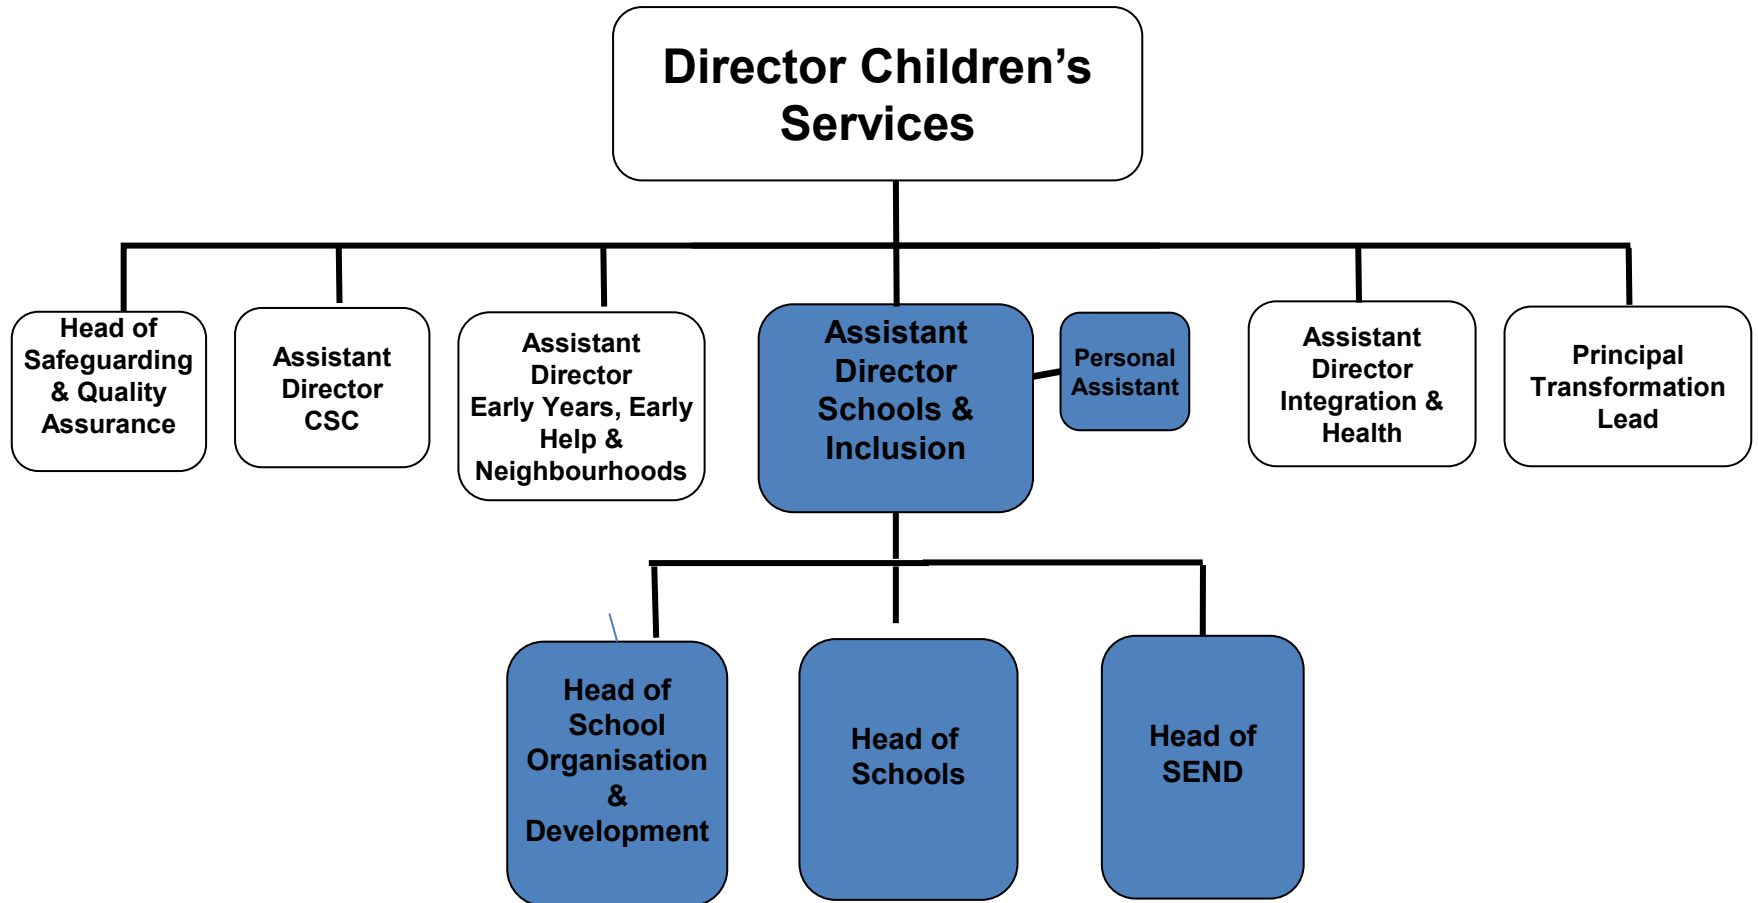 Director Children’s
Services
Head of
Safeguarding
& Quality
Assurance
Assistant
Director
CSC
Assistant
Director
Early Years, Early
Help &
Neighbourhoods
Assistant
Director
Schools &
Inclusion
Personal
Assistant
Assistant
Director
Integration &
Health
Principal
Transformation
Lead
Head of
School
Organisation
&
Development
Head of
Schools
Head of
SEND